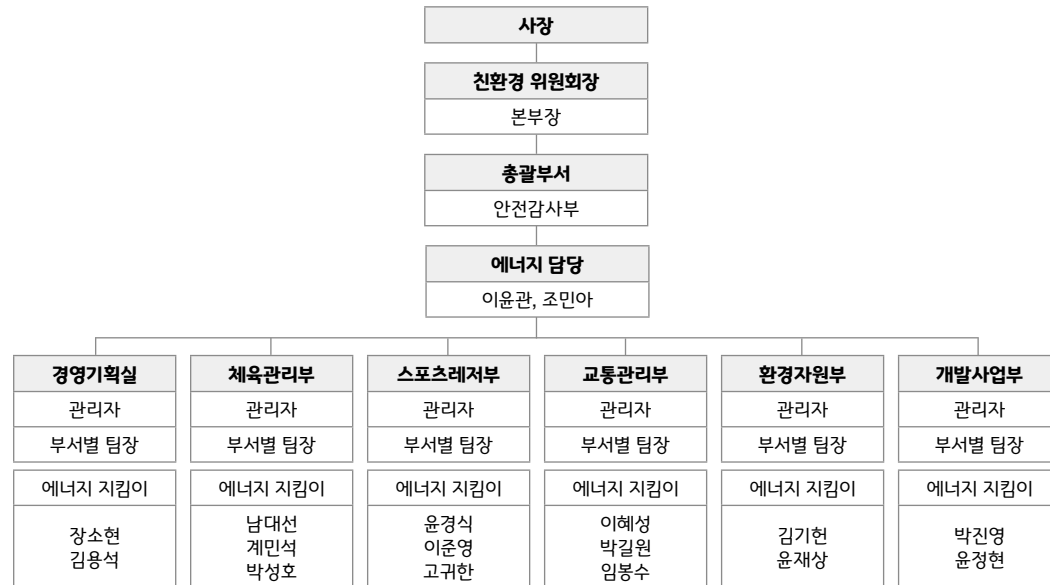 사장
친환경 위원회장
본부장
총괄부서
안전감사부
에너지 담당
이윤관, 조민아
경영기획실
관리자
부서별 팀장
에너지 지킴이
장소현
김용석
체육관리부
관리자
부서별 팀장
에너지 지킴이
남대선
계민석
박성호
스포츠레저부
관리자
부서별 팀장
에너지 지킴이
윤경식
이준영
고귀한
교통관리부
관리자
부서별 팀장
에너지 지킴이
이혜성
박길원
임봉수
환경자원부
관리자
부서별 팀장
에너지 지킴이
김기헌
윤재상
개발사업부
관리자
부서별 팀장
에너지 지킴이
박진영
윤정현